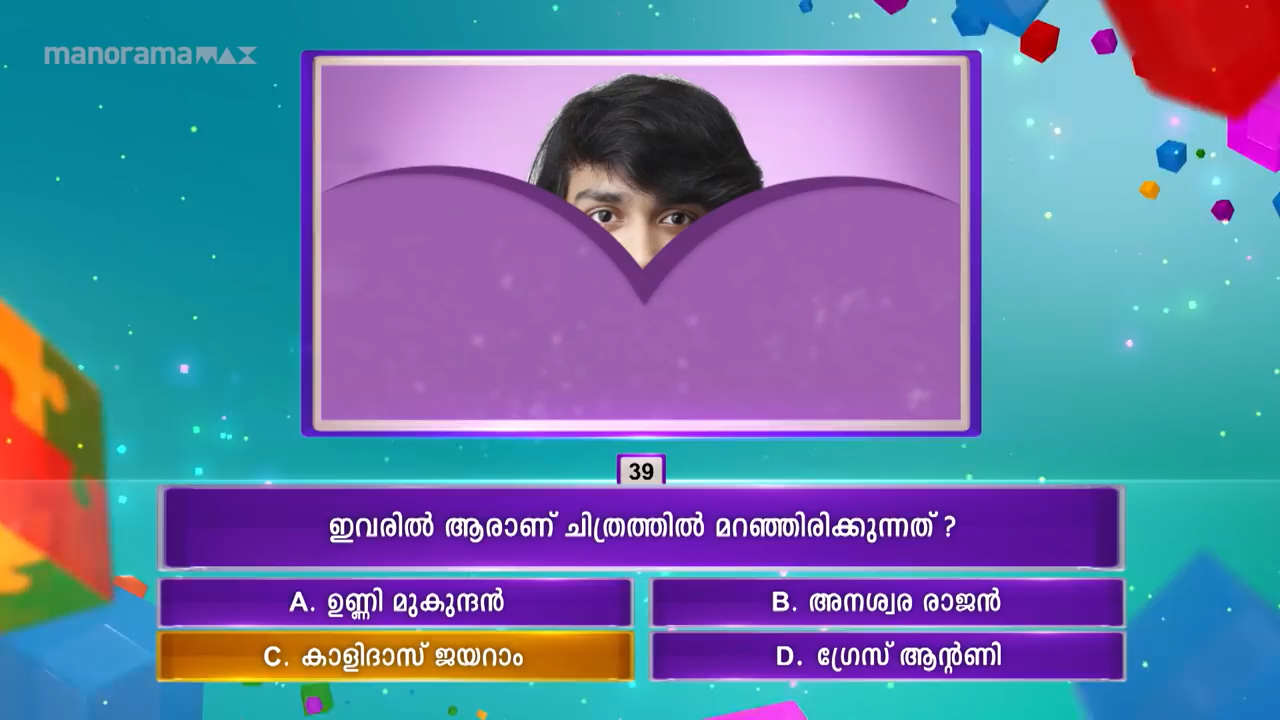 manoramaMAX
39
ഇവരിൽ ആരാണ് ചിത്രത്തിൽ മറഞ്ഞിരിക്കുന്നത് ?
A. ഉണ്ണി മുകുന്ദൻ
B. അനശ്വര രാജൻ
C. കാളിദാസ് ജയറാം
D. ഗ്രേസ് ആന്റണി